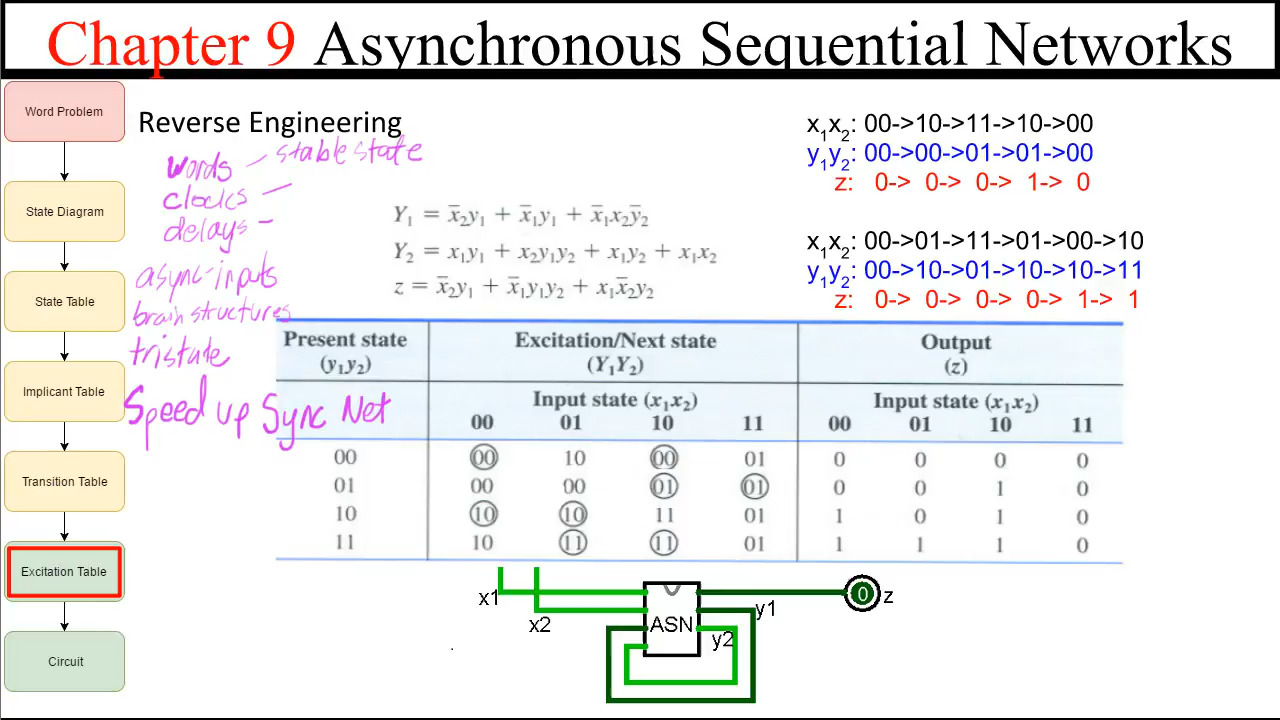 Chapter 9 Asynchronous Sequential Networks
Word Problem
State Diagram
State Table
Implicant Table
Transition Table
Excitation Table
Circuit
Reverse Engineering
words – stable state
clocks –
delays –
async-inputs
brain structures
tristate
Speed up Sync Net
Y₁ = x̅₂y₁ + x̅₁y₁ + x̅₁x₂y̅₂
Y₂ = x₁y₁ + x₂y₁y₂ + x₁y₂ + x₁x₂
z = x̅₂y₁ + x̅₁y₁y₂ + x₁x̅₂y₂
x₁x₂: 00->10->11->10->00
y₁y₂: 00->00->01->01->00
z: 0-> 0-> 0-> 1-> 0
x₁x₂: 00->01->11->01->00->10
y₁y₂: 00->10->01->10->10->11
z: 0-> 0-> 0-> 0-> 1-> 1
Present state Excitation/Next state Output
(y₁y₂) (Y₁Y₂) (z)
Input state (x₁x₂) Input state (x₁x₂)
00 01 10 11 00 01 10 11
00 00 10 00 01 0 0 0 0
01 00 00 01 01 0 0 1 0
10 10 10 11 01 1 0 1 0
11 10 11 11 01 1 1 1 0
x1
x2
ASN
y1
y2
0 z